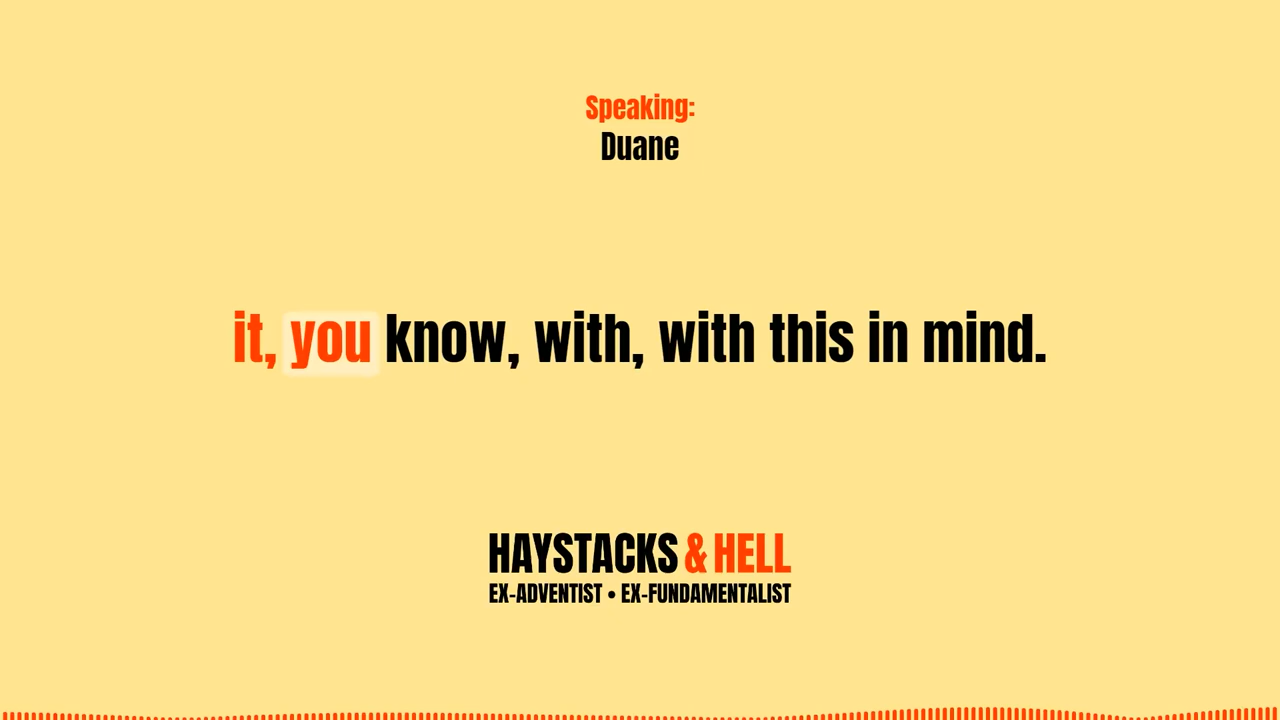 Speaking:
Duane
it, you know, with, with this in mind.
HAYSTACKS & HELL
EX-ADVENTIST • EX-FUNDAMENTALIST